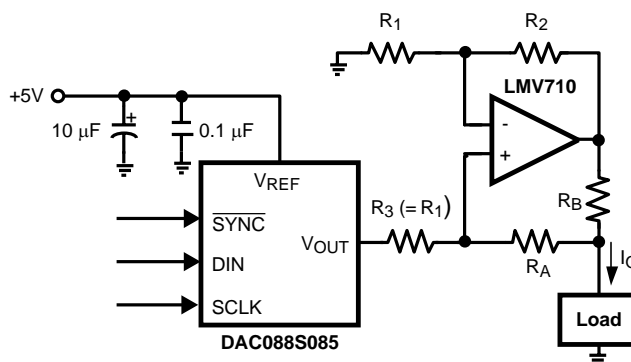 R1
R2
LMV710
+5V
+
10 μF
0.1 μF
-
+
VREF
R3 (= R1)
RB
SYNC
VOUT
RA
IO
DIN
SCLK
Load
DAC088S085